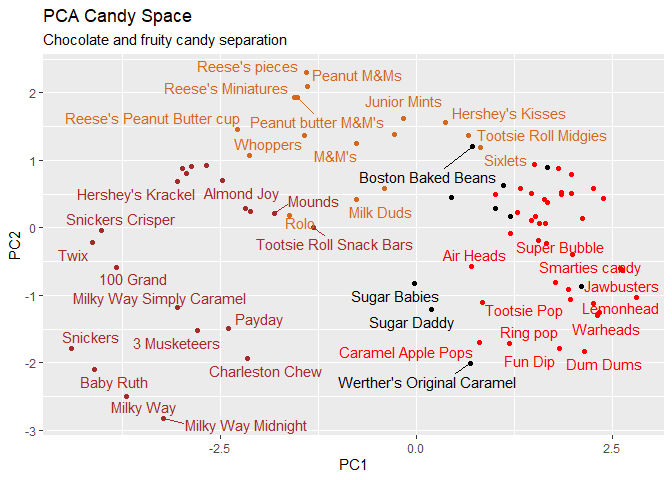 PCA Candy Space
Chocolate and fruity candy separation
Reese's pieces
Peanut M&Ms
Reese's Miniatures
Junior Mints
Reese's Peanut Butter cup
Peanut butter M&M's
Hershey's Kisses
Whoppers
Tootsie Roll Midgies
M&M's
Sixlets
Boston Baked Beans
Hershey's Krackel
Almond Joy
Mounds
Milk Duds
Snickers Crisper
Rolo
Tootsie Roll Snack Bars
Twix
Super Bubble
Air Heads
100 Grand
Smarties candy
Milky Way Simply Caramel
Sugar Babies
Jawbusters
Tootsie Pop
Lemonhead
Payday
Sugar Daddy
Snickers
3 Musketeers
Ring pop
Warheads
Caramel Apple Pops
Charleston Chew
Fun Dip
Dum Dums
Baby Ruth
Werther's Original Caramel
Milky Way
Milky Way Midnight
2
1
0
-1
-2
-3
PC2
-2.5
0.0
2.5
PC1